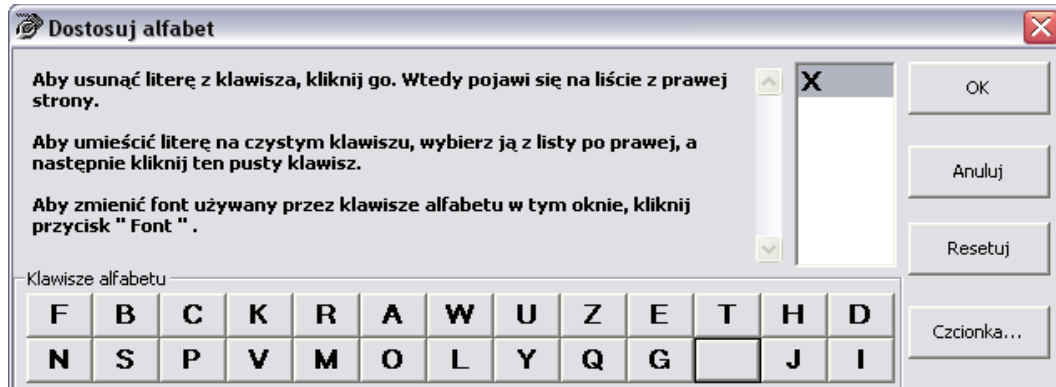 Dostosuj alfabet
Aby usunąć literę z klawisza, kliknij go. Wtedy pojawi się na liście z prawej
strony.
Aby umieścić literę na czystym klawiszu, wybierz ją z listy po prawej, a
następnie kliknij ten pusty klawisz.
Aby zmienić font używany przez klawisze alfabetu w tym oknie, kliknij
przycisk " Font " .
X
OK
Anuluj
Resetuj
Czcionka...
Klawisze alfabetu
F B C K R A W U Z E T H D
N S P V M O L Y Q G J I